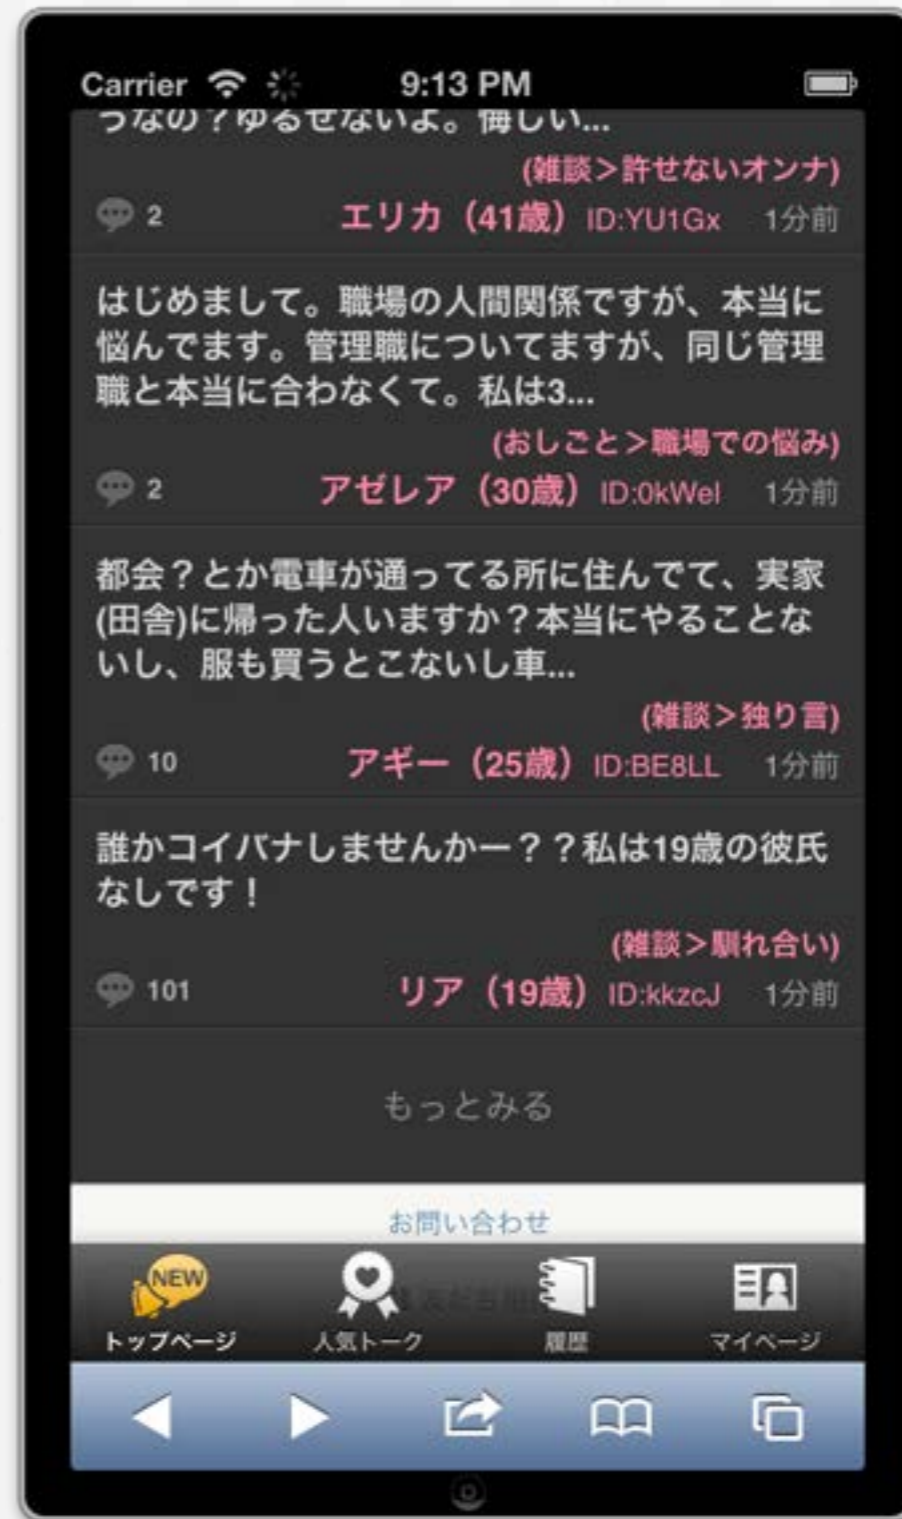 Carrier 9:13 PM
うなの？ゆるせないよ。悔しい...
(雑談＞許せないオンナ)
2 エリカ（41歳）ID:YU1Gx 1分前
はじめまして。職場の人間関係ですが、本当に
悩んでます。管理職についてますが、同じ管理
職と本当に合わなくて。私は3...
(おしごと＞職場での悩み)
2 アゼレア（30歳）ID:0kWel 1分前
都会？とか電車が通ってる所に住んでて、実家
(田舎)に帰った人いますか？本当にやることな
いし、服も買うとこないし車...
(雑談＞独り言)
10 アギー（25歳）ID:BE8LL 1分前
誰かコイバナしませんかー？？私は19歳の彼氏
なしです！
(雑談＞馴れ合い)
101 リア（19歳）ID:kkzcJ 1分前
もっとみる
お問い合わせ
NEW
トップページ 人気トーク 履歴 マイページ